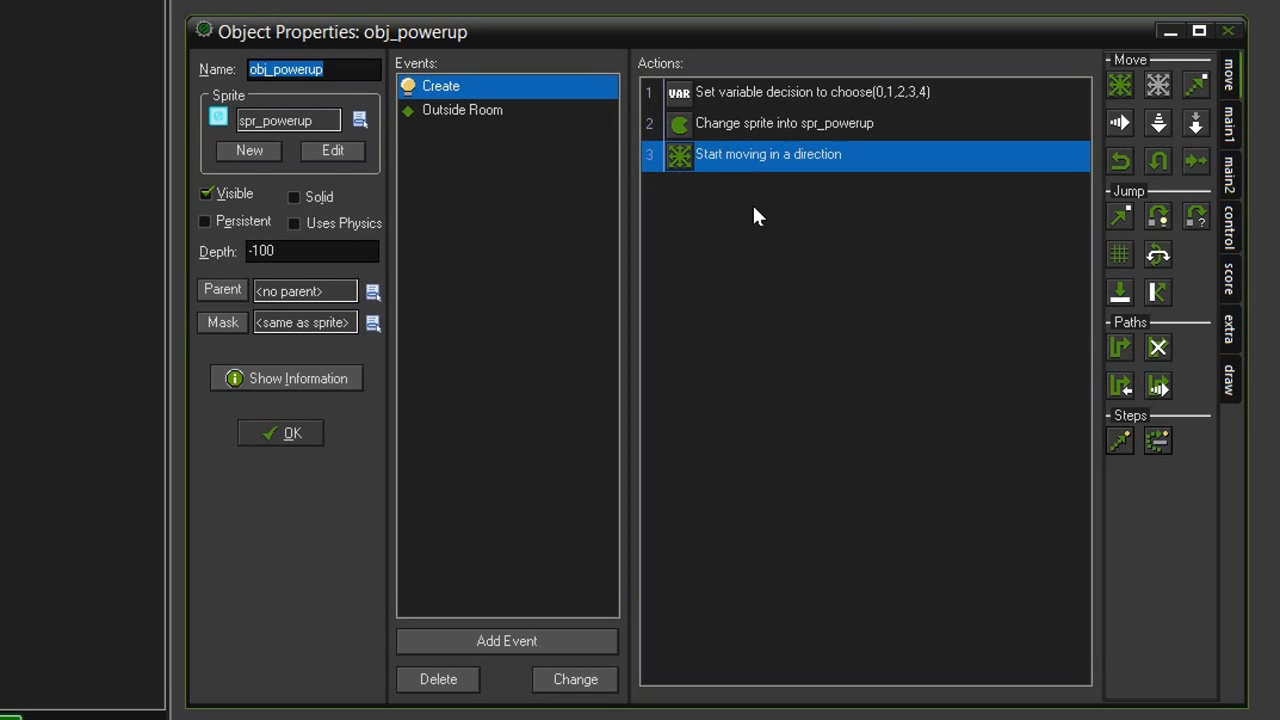 Object Properties: obj_powerup
Name: obj_powerup
Sprite
spr_powerup
New Edit
Visible Solid
Persistent Uses Physics
Depth: -100
Parent <no parent>
Mask <same as sprite>
Show Information
OK
Events:
Create
Outside Room
Add Event
Delete Change
Actions:
1 VAR Set variable decision to choose(0,1,2,3,4)
2 Change sprite into spr_powerup
3 Start moving in a direction
Move
Jump
Paths
Steps
move
main1
main2
control
score
extra
draw